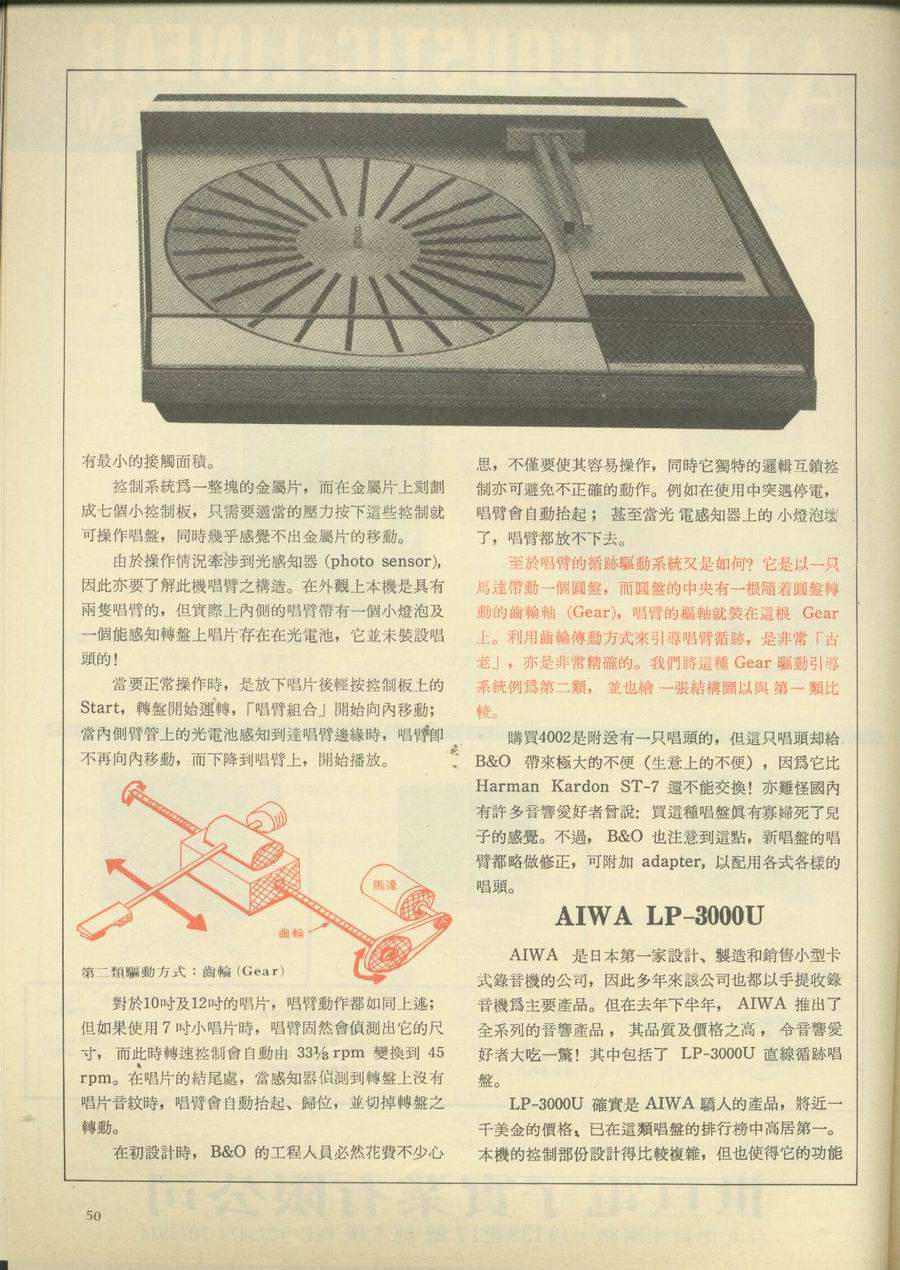 有最小的接觸面積。
控制系統爲一整塊的金屬片，而在金屬片上刻劃
成七個小控制板，只需要適當的壓力按下這些控制就
可操作唱盤，同時幾乎感覺不出金屬片的移動。
由於操作情況牽涉到光感知器 (photo sensor),
因此亦要了解此機唱臂之構造。在外觀上本機是具有
兩隻唱臂的，但實際上內側的唱臂帶有一個小燈泡及
一個能感知轉盤上唱片存在在光電池，它並未裝設唱
頭的！
當要正常操作時，是放下唱片後輕按控制板上的
Start，轉盤開始運轉，「唱臂組合」開始向內移動；
當內側臂管上的光電池感知到達唱臂邊緣時，唱臂卽
不再向內移動，而下降到唱臂上，開始播放。
馬達
齒輪
第二類驅動方式：齒輪 (Gear)
對於10吋及12吋的唱片，唱臂動作都如同上述；
但如果使用 7 吋小唱片時，唱臂固然會偵測出它的尺
寸， 而此時轉速控制會自動由 33⅓ rpm 變換到 45
rpm。在唱片的結尾處，當感知器偵測到轉盤上沒有
唱片音紋時，唱臂會自動抬起、歸位，並切掉轉盤之
轉動。
在初設計時， B&O 的工程人員必然花費不少心
思，不僅要使其容易操作，同時它獨特的邏輯互鎖控
制亦可避免不正確的動作。例如在使用中突遇停電，
唱臂會自動抬起； 甚至當光電感知器上的小燈泡壞
了，唱臂都放不下去。
至於唱臂的循跡驅動系統又是如何？它是以一只
馬達帶動一個圓盤，而圓盤的中央有一根隨着圓盤轉
動的齒輪軸 (Gear)，唱臂的樞軸就裝在這根 Gear
上。利用齒輪傳動方式來引導唱臂循跡，是非常「古
老」，亦是非常精確的。我們將這種 Gear 驅動引導
系統例爲第二類， 並也繪一張結構圖以與第一類比
較。
購買4002是附送有一只唱頭的，但這只唱頭却給
B&O 帶來極大的不便（生意上的不便），因爲它比
Harman Kardon ST-7 還不能交換！亦難怪國內
有許多音響愛好者曾說：買這種唱盤眞有寡婦死了兒
子的感覺。不過， B&O 也注意到這點，新唱盤的唱
臂都略做修正，可附加 adapter，以配用各式各樣的
唱頭。
AIWA LP-3000U
AIWA 是日本第一家設計、製造和銷售小型卡
式錄音機的公司，因此多年來該公司也都以手提收錄
音機爲主要產品。但在去年下半年， AIWA 推出了
全系列的音響產品， 其品質及價格之高， 令音響愛
好者大吃一驚！其中包括了 LP-3000U 直線循跡唱
盤。
LP-3000U 確實是 AIWA 驕人的產品，將近一
千美金的價格，已在這類唱盤的排行榜中高居第一。
本機的控制部份設計得比較複雜，但也使得它的功能
50